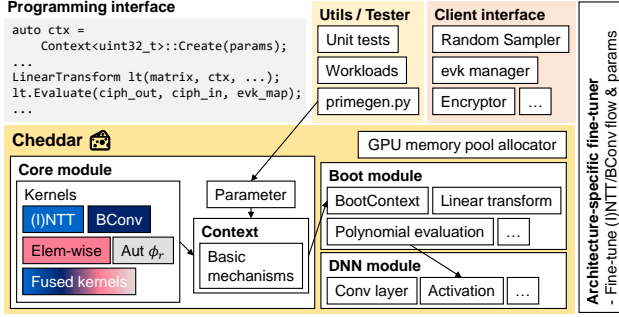 Programming interface
auto ctx =
Context<uint32_t>::Create(params);
...
LinearTransform lt(matrix, ctx, ...);
lt.Evaluate(ciph_out, ciph_in, evk_map);
...
Utils / Tester
Unit tests
Workloads
primegen.py
Client interface
Random Sampler
evk manager
Encryptor
...
Architecture-specific fine-tuner
- Fine-tune (I)NTT/BConv flow & params
Cheddar
GPU memory pool allocator
Core module
Kernels
(I)NTT
BConv
Elem-wise
Aut ϕr
Fused kernels
Parameter
Context
Basic
mechanisms
Boot module
BootContext
Linear transform
Polynomial evaluation
...
DNN module
Conv layer
Activation
...